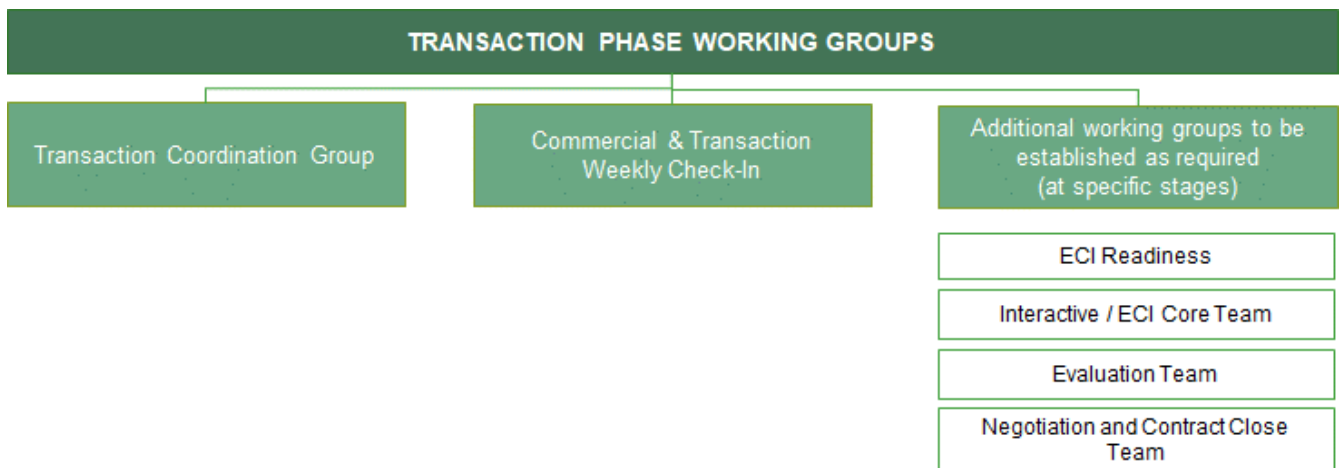 TRANSACTION PHASE WORKING GROUPS
Transaction Coordination Group
Commercial & Transaction
Weekly Check-In
Additional working groups to be
established as required
(at specific stages)
ECI Readiness
Interactive / ECI Core Team
Evaluation Team
Negotiation and Contract Close
Team